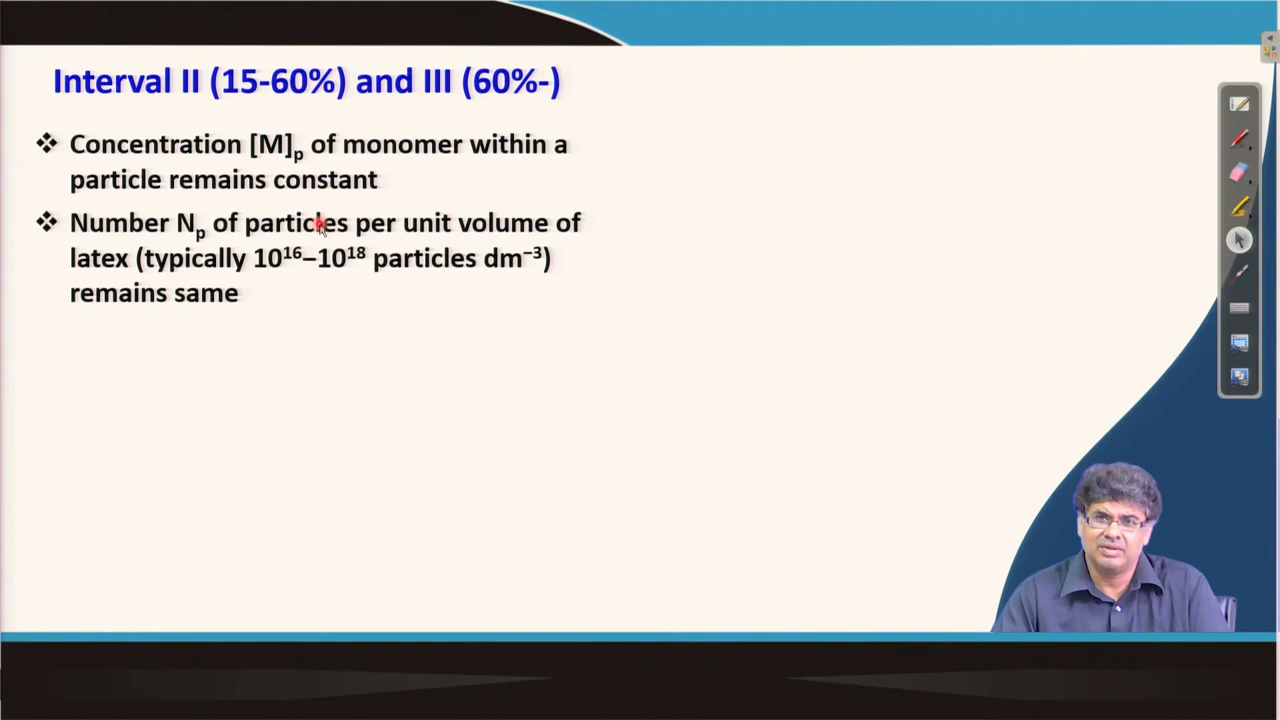 Interval II (15-60%) and III (60%-)
❖ Concentration [M]ₚ of monomer within a
particle remains constant
❖ Number Nₚ of particles per unit volume of
latex (typically 10¹⁶–10¹⁸ particles dm⁻³)
remains same